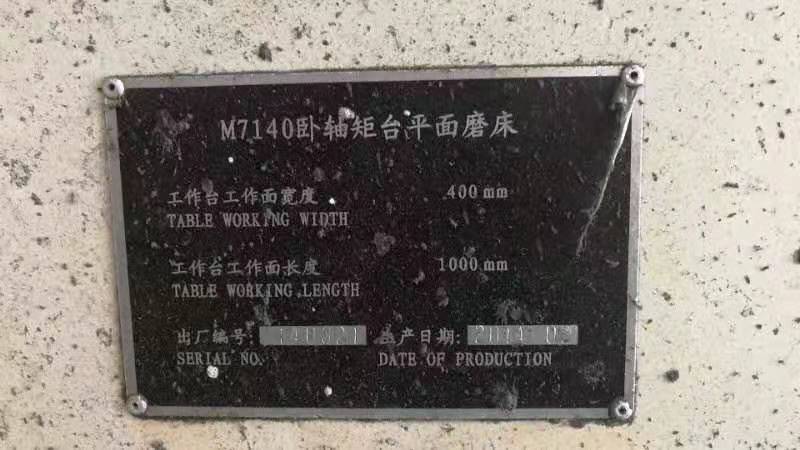 M7140卧轴矩台平面磨床
工作台工作面宽度 400mm
TABLE WORKING WIDTH
工作台工作面长度 1000mm
TABLE WORKING LENGTH
出厂编号: 生产日期:
SERIAL NO. DATE OF PRODUCTION